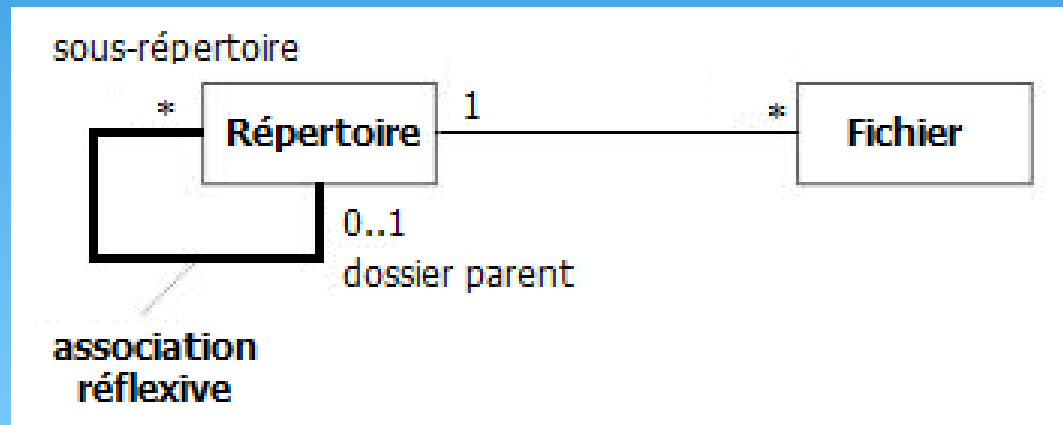 sous-répertoire
*
Répertoire
1
*
Fichier
0..1
dossier parent
association
réflexive